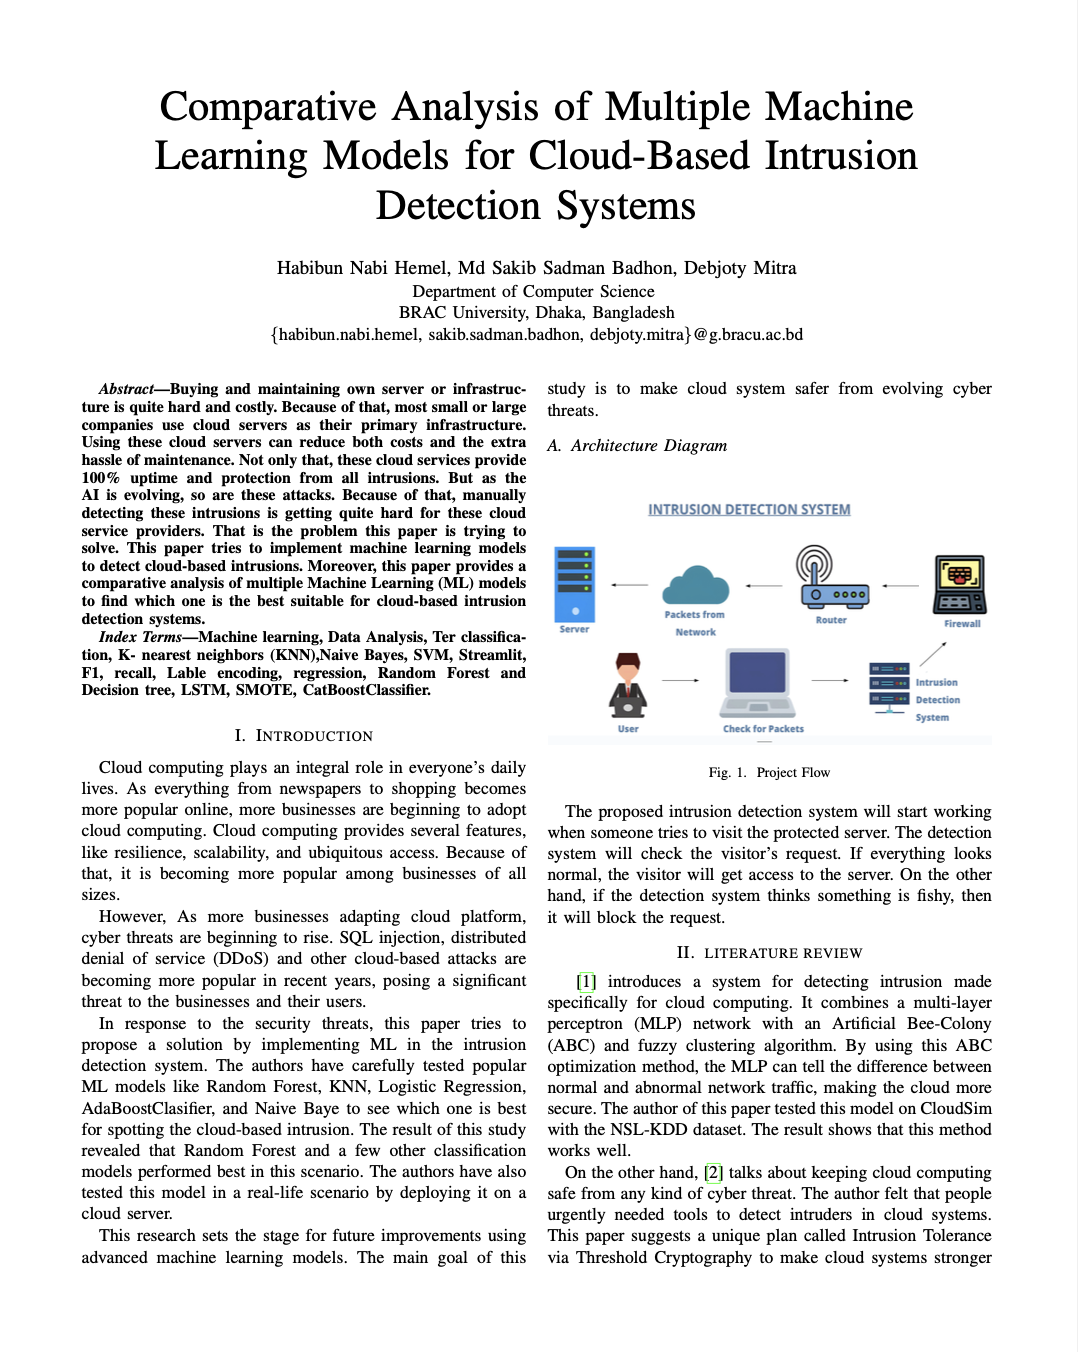 Comparative Analysis of Multiple Machine
Learning Models for Cloud-Based Intrusion
Detection Systems
Habibun Nabi Hemel, Md Sakib Sadman Badhon, Debjoty Mitra
Department of Computer Science
BRAC University, Dhaka, Bangladesh
{habibun.nabi.hemel, sakib.sadman.badhon, debjoty.mitra}@g.bracu.ac.bd
Abstract—Buying and maintaining own server or infrastruc-
ture is quite hard and costly. Because of that, most small or large
companies use cloud servers as their primary infrastructure.
Using these cloud servers can reduce both costs and the extra
hassle of maintenance. Not only that, these cloud services provide
100% uptime and protection from all intrusions. But as the
AI is evolving, so are these attacks. Because of that, manually
detecting these intrusions is getting quite hard for these cloud
service providers. That is the problem this paper is trying to
solve. This paper tries to implement machine learning models
to detect cloud-based intrusions. Moreover, this paper provides a
comparative analysis of multiple Machine Learning (ML) models
to find which one is the best suitable for cloud-based intrusion
detection systems.
Index Terms—Machine learning, Data Analysis, Ter classifica-
tion, K- nearest neighbors (KNN),Naive Bayes, SVM, Streamlit,
F1, recall, Lable encoding, regression, Random Forest and
Decision tree, LSTM, SMOTE, CatBoostClassifier.
I. INTRODUCTION
Cloud computing plays an integral role in everyone's daily
lives. As everything from newspapers to shopping becomes
more popular online, more businesses are beginning to adopt
cloud computing. Cloud computing provides several features,
like resilience, scalability, and ubiquitous access. Because of
that, it is becoming more popular among businesses of all
sizes.
However, As more businesses adapting cloud platform,
cyber threats are beginning to rise. SQL injection, distributed
denial of service (DDoS) and other cloud-based attacks are
becoming more popular in recent years, posing a significant
threat to the businesses and their users.
In response to the security threats, this paper tries to
propose a solution by implementing ML in the intrusion
detection system. The authors have carefully tested popular
ML models like Random Forest, KNN, Logistic Regression,
AdaBoostClasifier, and Naive Baye to see which one is best
for spotting the cloud-based intrusion. The result of this study
revealed that Random Forest and a few other classification
models performed best in this scenario. The authors have also
tested this model in a real-life scenario by deploying it on a
cloud server.
This research sets the stage for future improvements using
advanced machine learning models. The main goal of this
study is to make cloud system safer from evolving cyber
threats.
A. Architecture Diagram
INTRUSION DETECTION SYSTEM
Server
Packets from
Network
Router
Firewall
User
Check for Packets
Intrusion
Detection
System
Fig. 1. Project Flow
The proposed intrusion detection system will start working
when someone tries to visit the protected server. The detection
system will check the visitor's request. If everything looks
normal, the visitor will get access to the server. On the other
hand, if the detection system thinks something is fishy, then
it will block the request.
II. LITERATURE REVIEW
[1] introduces a system for detecting intrusion made
specifically for cloud computing. It combines a multi-layer
perceptron (MLP) network with an Artificial Bee-Colony
(ABC) and fuzzy clustering algorithm. By using this ABC
optimization method, the MLP can tell the difference between
normal and abnormal network traffic, making the cloud more
secure. The author of this paper tested this model on CloudSim
with the NSL-KDD dataset. The result shows that this method
works well.
On the other hand, [2] talks about keeping cloud computing
safe from any kind of cyber threat. The author felt that people
urgently needed tools to detect intruders in cloud systems.
This paper suggests a unique plan called Intrusion Tolerance
via Threshold Cryptography to make cloud systems stronger